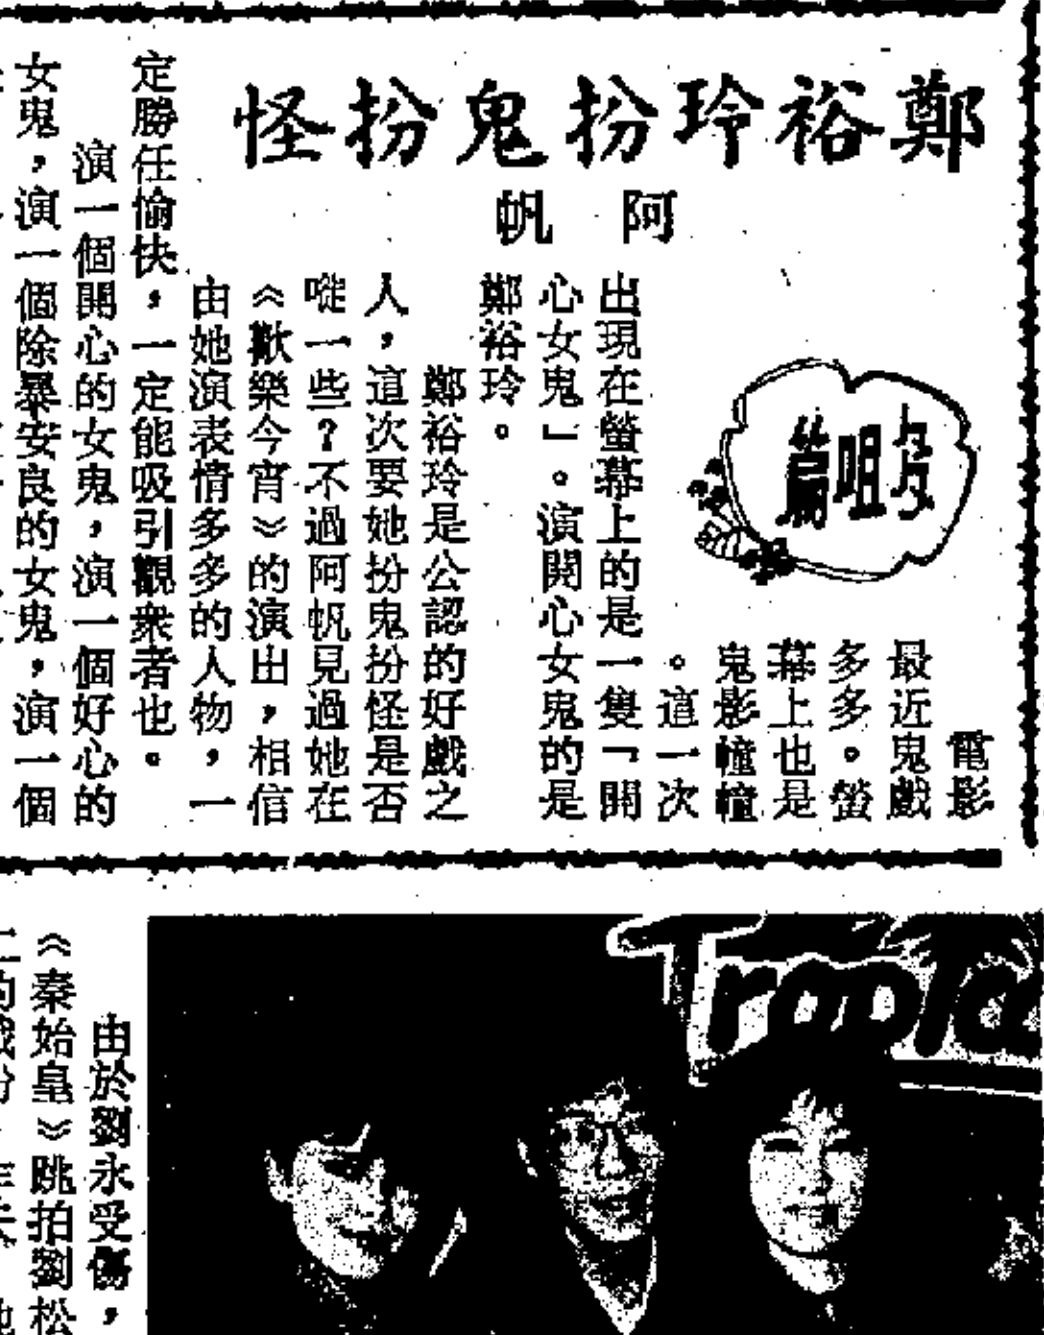 鄭裕玲扮鬼扮怪
阿帆
咀篇
電影
最近鬼戲
多多。螢
幕上也是
鬼影幢幢
。這一次
出現在螢幕上的是一隻「開
心女鬼」。演開心女鬼的是
鄭裕玲。
鄭裕玲是公認的好戲之
人，這次要她扮鬼扮怪是否
嘥一些？不過阿帆見過她在
《歡樂今宵》的演出，相信
由她演表情多多的人物，一
定勝任愉快，一定能吸引觀衆者也。
演一個開心的女鬼，演一個好心的
女鬼，演一個除暴安良的女鬼，演一個
Tropica
由於劉永受傷，
《秦始皇》跳拍劉松